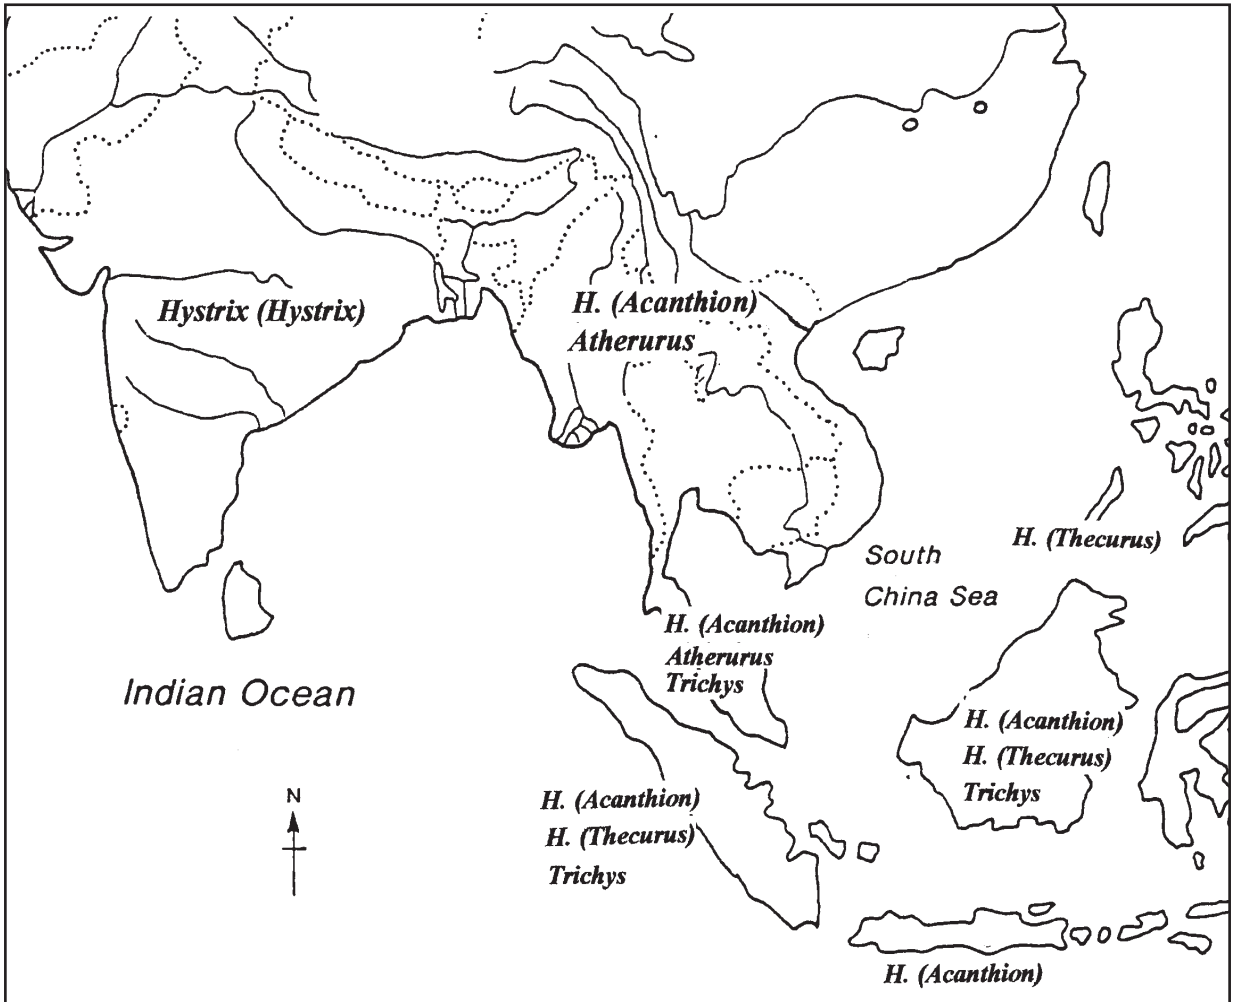 Hystrix (Hystrix)
H. (Acanthion)
Atherurus
H. (Thecurus)
South
China Sea
H. (Acanthion)
Atherurus
Trichys
Indian Ocean
H. (Acanthion)
H. (Thecurus)
Trichys
N
H. (Acanthion)
H. (Thecurus)
Trichys
H. (Acanthion)